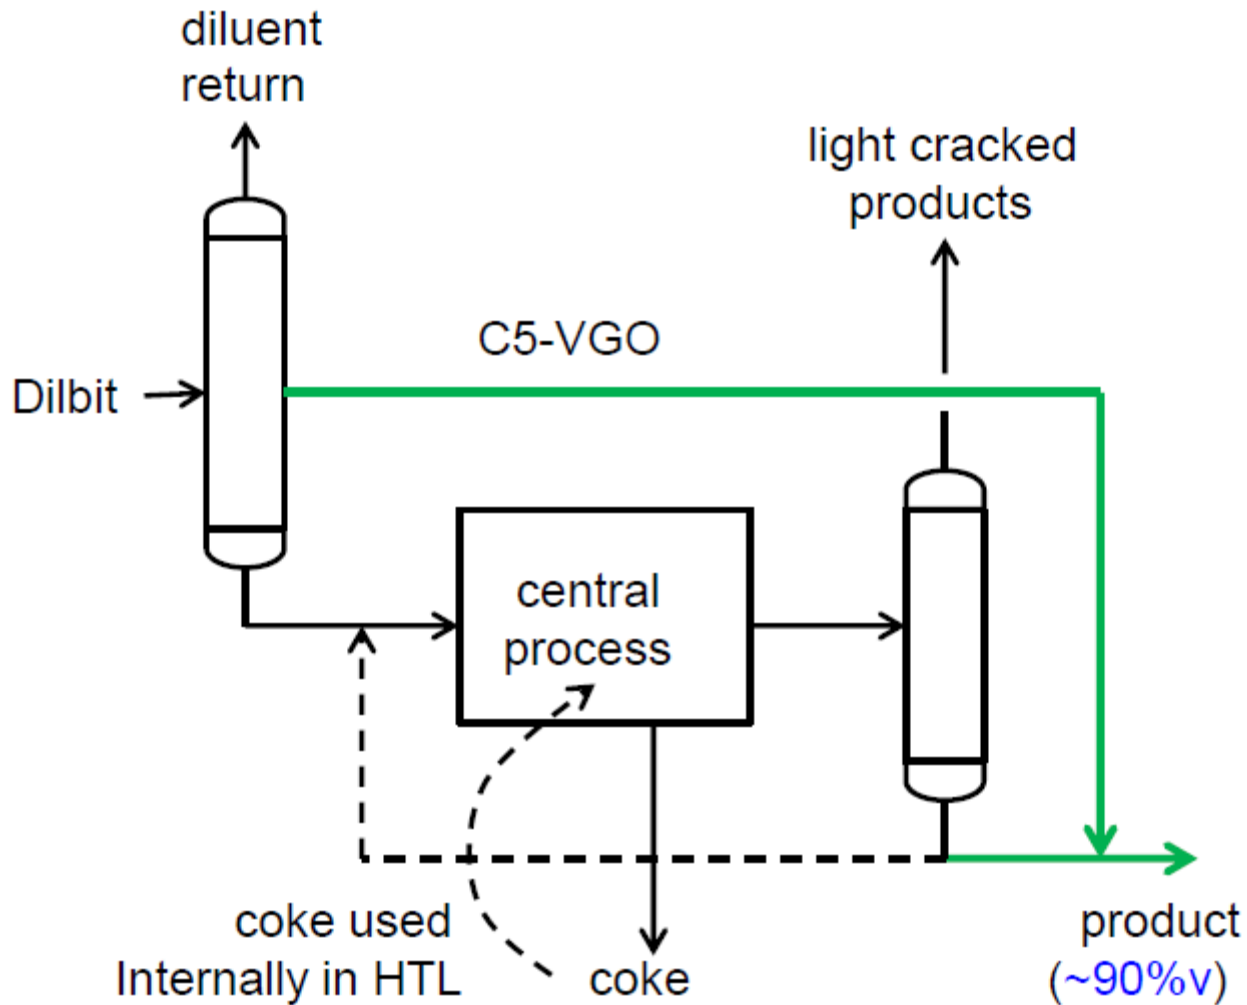 diluent
return
light cracked
products
C5-VGO
Dilbit
central
process
coke used
Internally in HTL
coke
product
(~90%v)